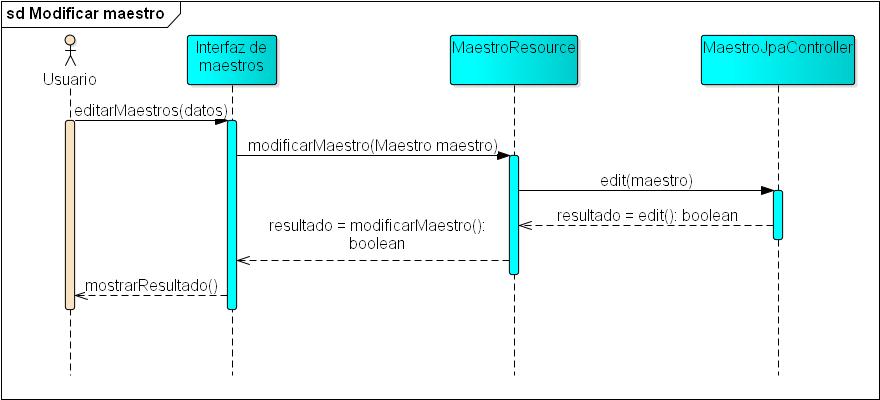 sd Modificar maestro
Usuario
Interfaz de
maestros
MaestroResource
MaestroJpaController
editarMaestros(datos)
modificarMaestro(Maestro maestro)
edit(maestro)
resultado = edit(): boolean
resultado = modificarMaestro():
boolean
mostrarResultado()